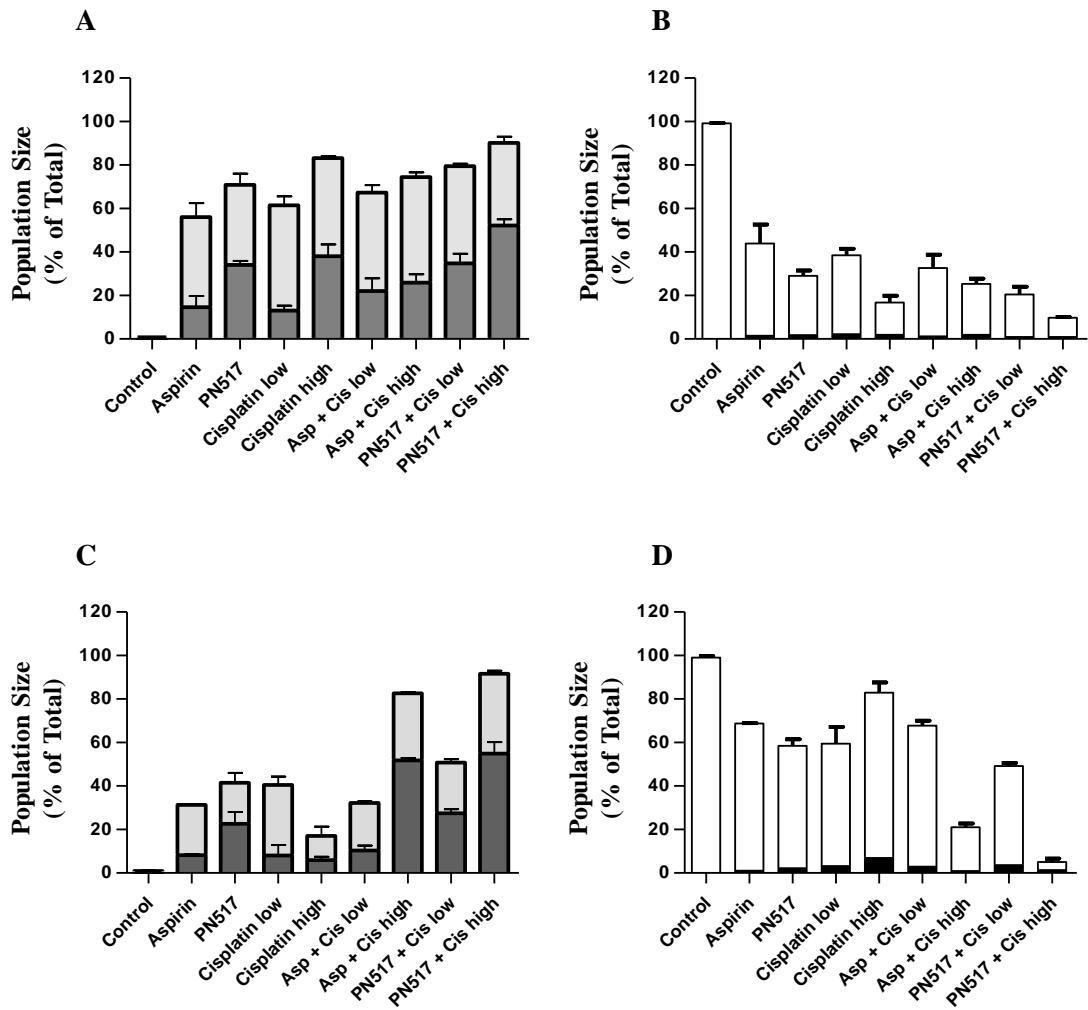 A
Population Size
(% of Total)
120
100
80
60
40
20
0
Control
Aspirin
PN517
Cisplatin low
Cisplatin high
Asp + Cis low
Asp + Cis high
PN517 + Cis low
PN517 + Cis high
B
Population Size
(% of Total)
120
100
80
60
40
20
0
Control
Aspirin
PN517
Cisplatin low
Cisplatin high
Asp + Cis low
Asp + Cis high
PN517 + Cis low
PN517 + Cis high
C
Population Size
(% of Total)
120
100
80
60
40
20
0
Control
Aspirin
PN517
Cisplatin low
Cisplatin high
Asp + Cis low
Asp + Cis high
PN517 + Cis low
PN517 + Cis high
D
Population Size
(% of Total)
120
100
80
60
40
20
0
Control
Aspirin
PN517
Cisplatin low
Cisplatin high
Asp + Cis low
Asp + Cis high
PN517 + Cis low
PN517 + Cis high